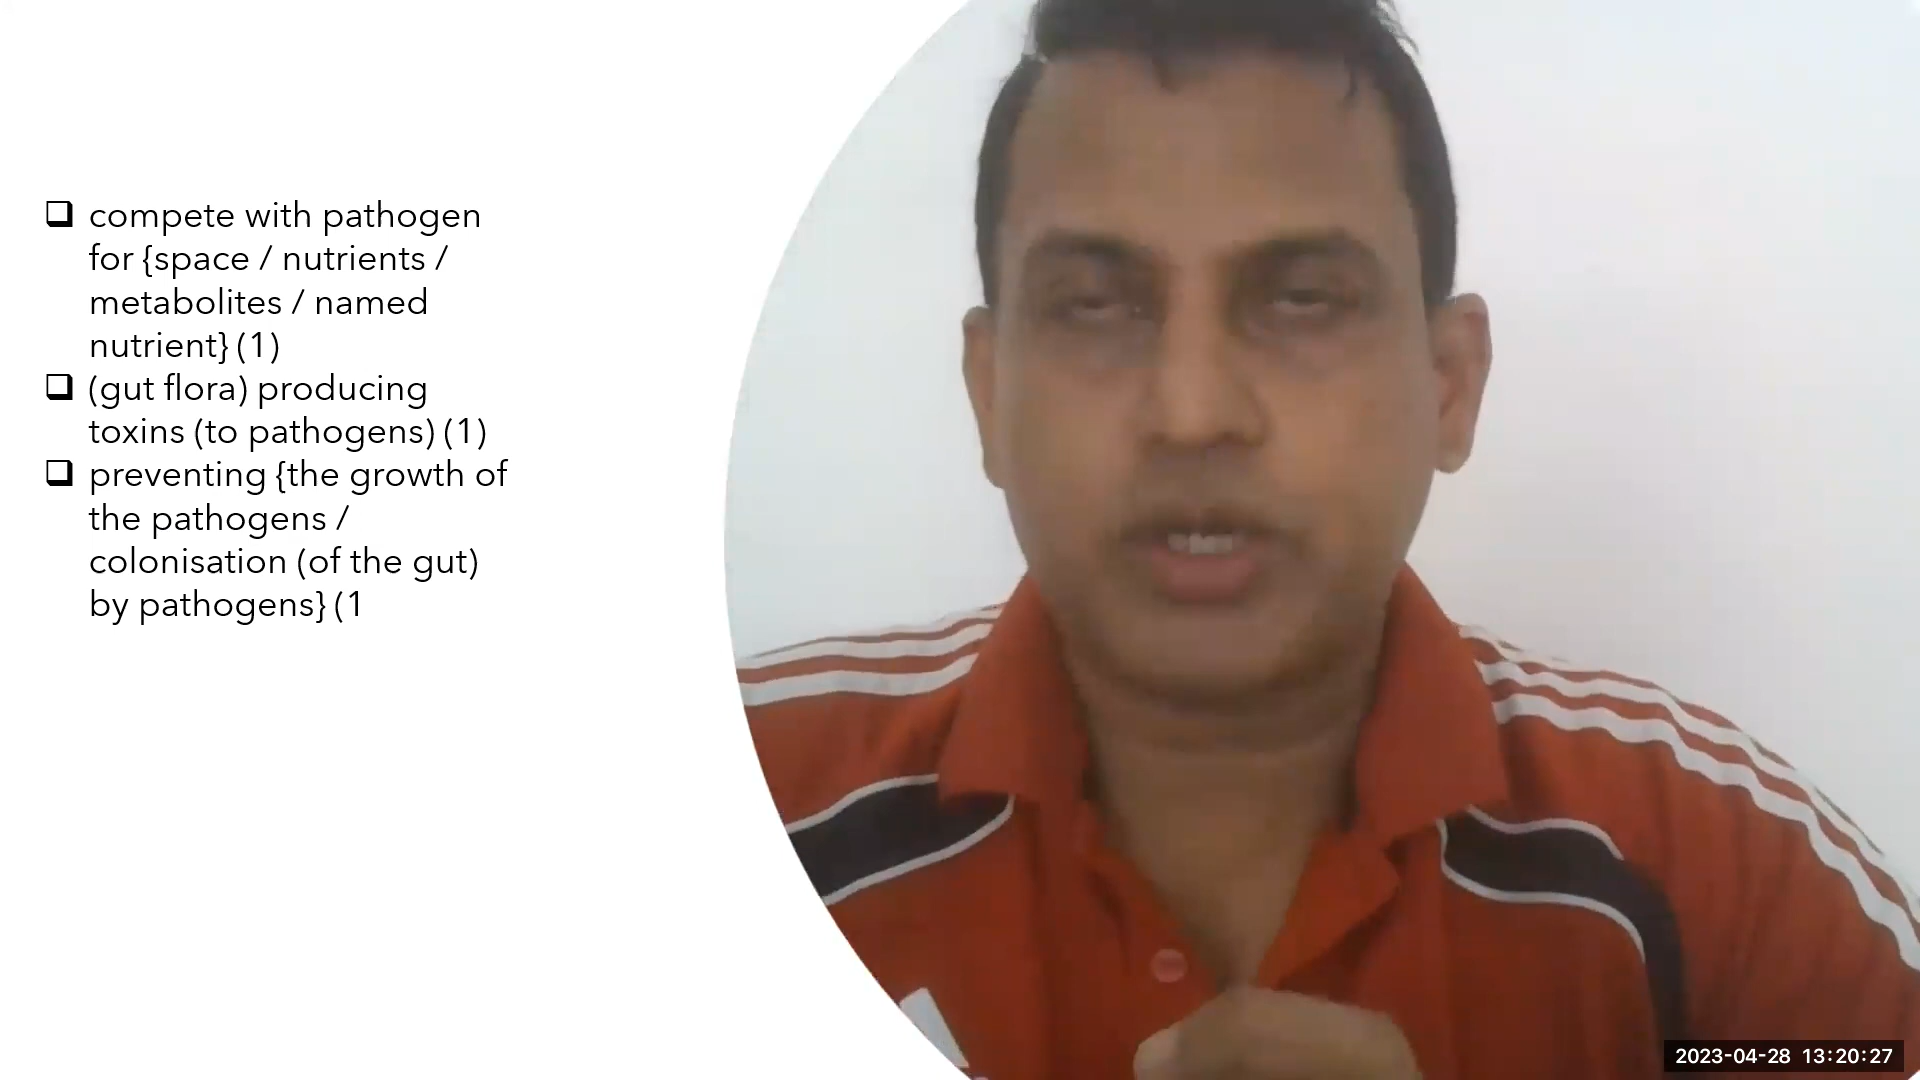 ❑ compete with pathogen
for {space / nutrients /
metabolites / named
nutrient} (1)
❑ (gut flora) producing
toxins (to pathogens) (1)
❑ preventing {the growth of
the pathogens /
colonisation (of the gut)
by pathogens} (1
2023-04-28 13:20:27